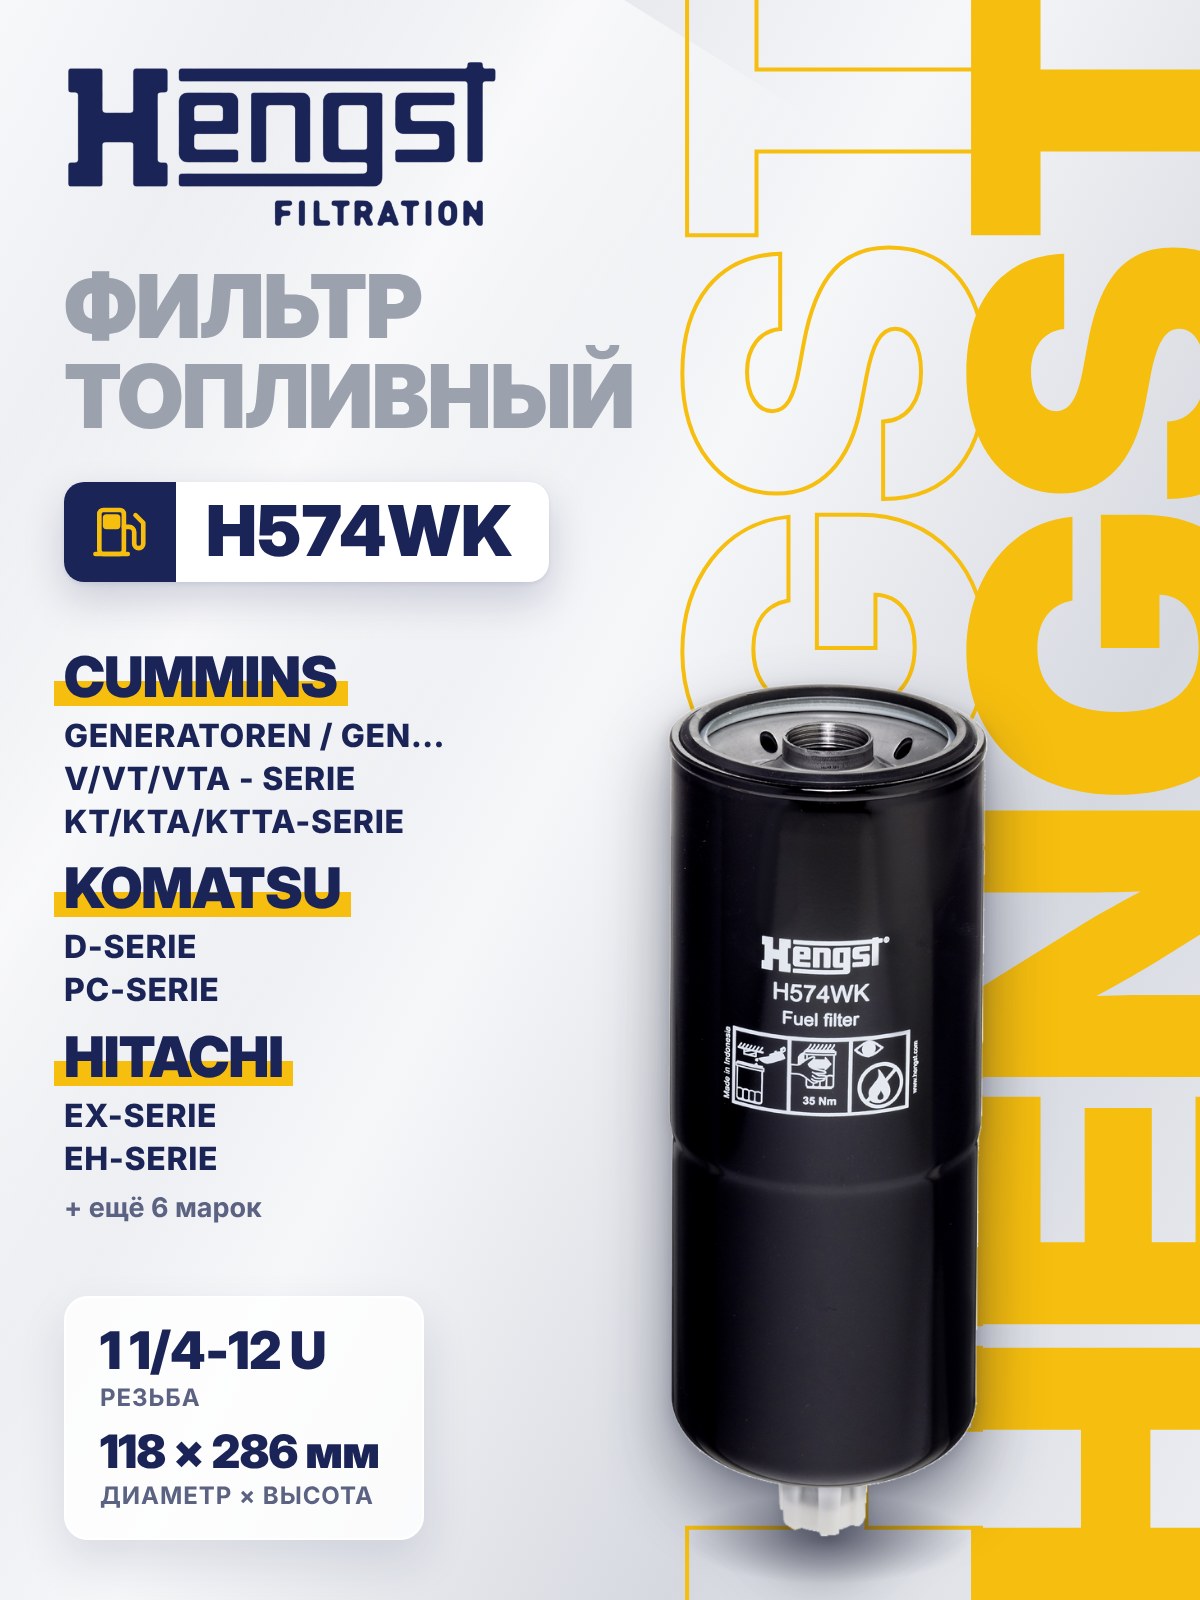 Hengst
FILTRATION
ФИЛЬТР
ТОПЛИВНЫЙ
H574WK
CUMMINS
GENERATOREN / GEN...
V/VT/VTA - SERIE
KT/KTA/KTTA-SERIE
KOMATSU
D-SERIE
PC-SERIE
HITACHI
EX-SERIE
EH-SERIE
+ ещё 6 марок
1 1/4-12 U
РЕЗЬБА
118 × 286 мм
ДИАМЕТР × ВЫСОТА
Hengst
H574WK
Fuel filter
Made in Indonesia
35 Nm
www.hengst.com
HENGST
GST